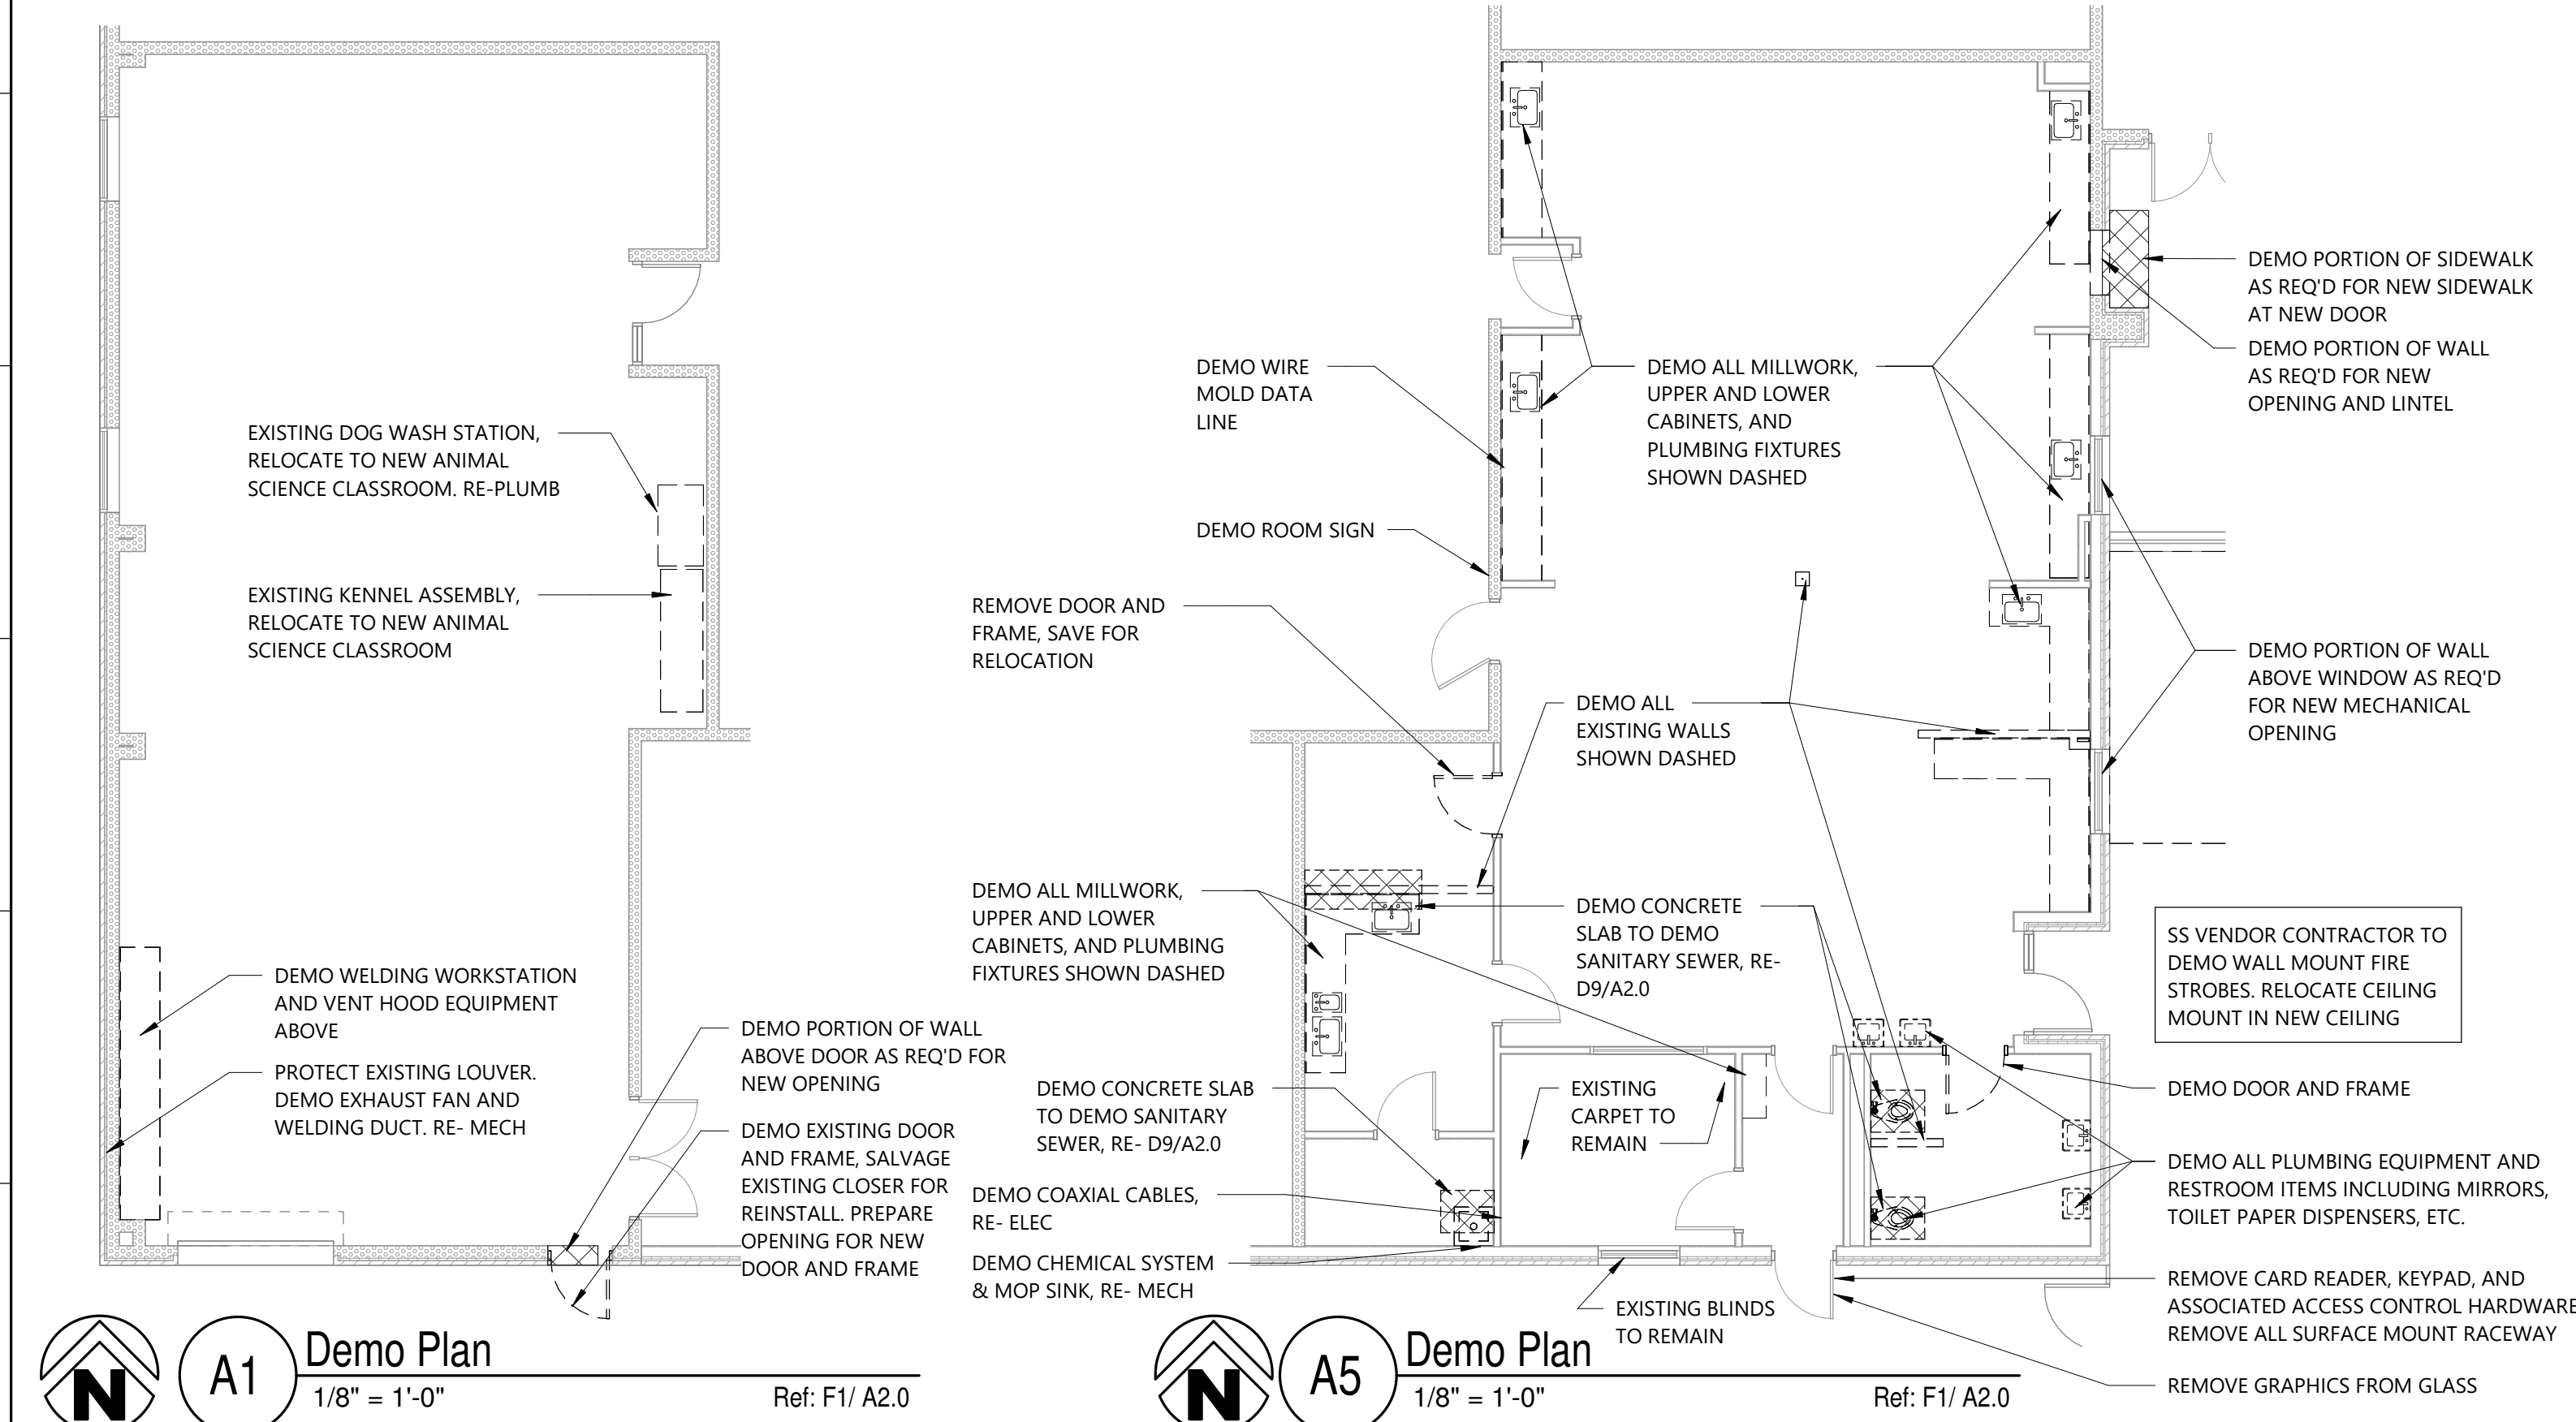 EXISTING DOG WASH STATION,
RELOCATE TO NEW ANIMAL
SCIENCE CLASSROOM. RE-PLUMB
EXISTING KENNEL ASSEMBLY,
RELOCATE TO NEW ANIMAL
SCIENCE CLASSROOM
DEMO WELDING WORKSTATION
AND VENT HOOD EQUIPMENT
ABOVE
PROTECT EXISTING LOUVER.
DEMO EXHAUST FAN AND
WELDING DUCT. RE- MECH
DEMO PORTION OF WALL
ABOVE DOOR AS REQ'D FOR
NEW OPENING
DEMO EXISTING DOOR
AND FRAME, SALVAGE
EXISTING CLOSER FOR
REINSTALL. PREPARE
OPENING FOR NEW
DOOR AND FRAME
N
A1
Demo Plan
1/8" = 1'-0"
Ref: F1/ A2.0
DEMO WIRE
MOLD DATA
LINE
DEMO ROOM SIGN
REMOVE DOOR AND
FRAME, SAVE FOR
RELOCATION
DEMO ALL MILLWORK,
UPPER AND LOWER
CABINETS, AND
PLUMBING FIXTURES
SHOWN DASHED
DEMO ALL
EXISTING WALLS
SHOWN DASHED
DEMO ALL MILLWORK,
UPPER AND LOWER
CABINETS, AND PLUMBING
FIXTURES SHOWN DASHED
DEMO CONCRETE
SLAB TO DEMO
SANITARY SEWER, RE-
D9/A2.0
DEMO CONCRETE SLAB
TO DEMO SANITARY
SEWER, RE- D9/A2.0
EXISTING
CARPET TO
REMAIN
DEMO COAXIAL CABLES,
RE- ELEC
DEMO CHEMICAL SYSTEM
& MOP SINK, RE- MECH
EXISTING BLINDS
TO REMAIN
DEMO PORTION OF SIDEWALK
AS REQ'D FOR NEW SIDEWALK
AT NEW DOOR
DEMO PORTION OF WALL
AS REQ'D FOR NEW
OPENING AND LINTEL
DEMO PORTION OF WALL
ABOVE WINDOW AS REQ'D
FOR NEW MECHANICAL
OPENING
SS VENDOR CONTRACTOR TO
DEMO WALL MOUNT FIRE
STROBES. RELOCATE CEILING
MOUNT IN NEW CEILING
DEMO DOOR AND FRAME
DEMO ALL PLUMBING EQUIPMENT AND
RESTROOM ITEMS INCLUDING MIRRORS,
TOILET PAPER DISPENSERS, ETC.
REMOVE CARD READER, KEYPAD, AND
ASSOCIATED ACCESS CONTROL HARDWARE
REMOVE ALL SURFACE MOUNT RACEWAY
REMOVE GRAPHICS FROM GLASS
N
A5
Demo Plan
1/8" = 1'-0"
Ref: F1/ A2.0